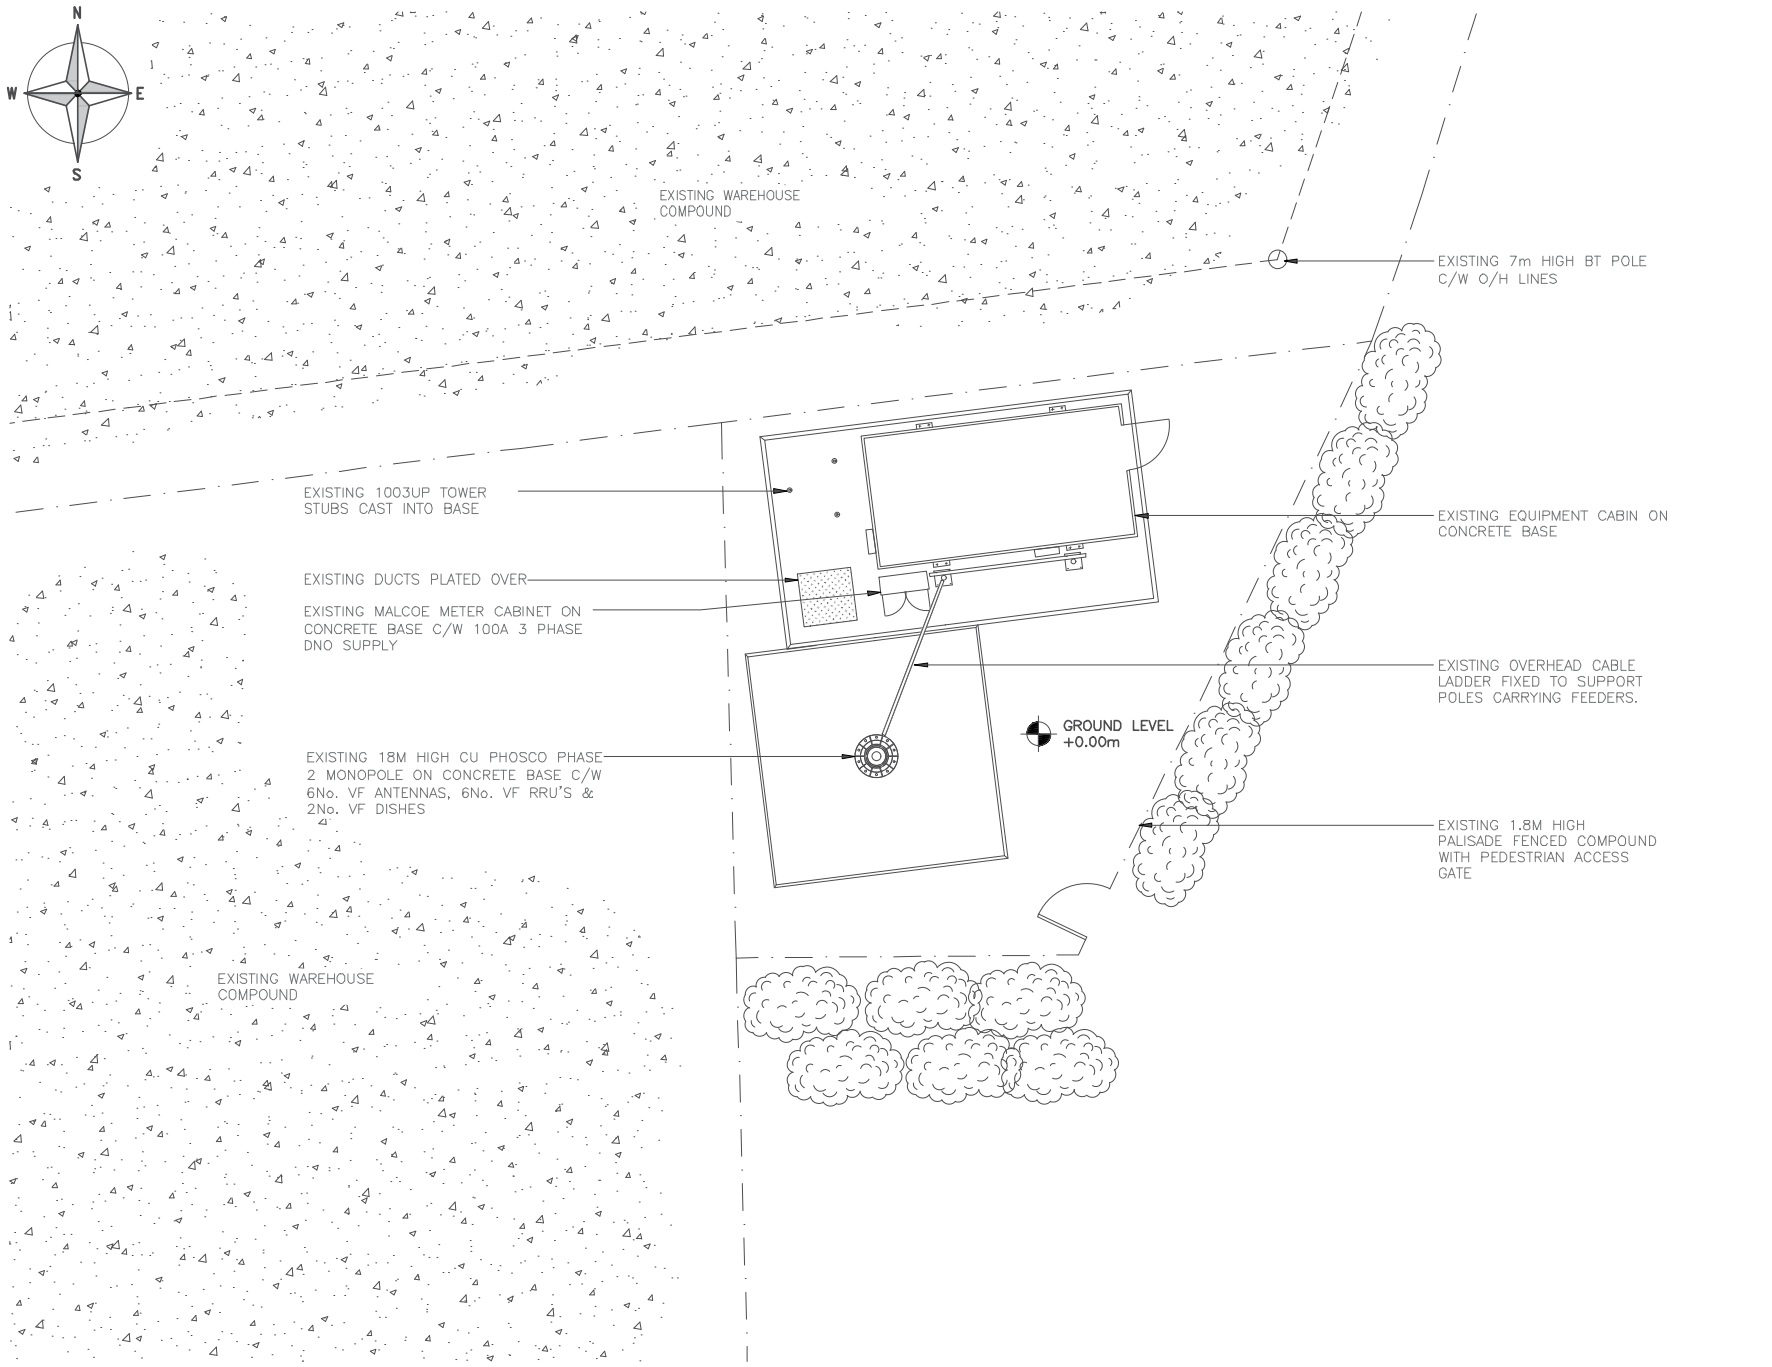 N
W E
S
EXISTING WAREHOUSE
COMPOUND
EXISTING 7m HIGH BT POLE
C/W O/H LINES
EXISTING 1003UP TOWER
STUBS CAST INTO BASE
EXISTING EQUIPMENT CABIN ON
CONCRETE BASE
EXISTING DUCTS PLATED OVER
EXISTING MALCOE METER CABINET ON
CONCRETE BASE C/W 100A 3 PHASE
DNO SUPPLY
EXISTING OVERHEAD CABLE
LADDER FIXED TO SUPPORT
POLES CARRYING FEEDERS.
GROUND LEVEL
+0.00m
EXISTING 18M HIGH CU PHOSCO PHASE
2 MONOPOLE ON CONCRETE BASE C/W
6No. VF ANTENNAS, 6No. VF RRU'S &
2No. VF DISHES
EXISTING 1.8M HIGH
PALISADE FENCED COMPOUND
WITH PEDESTRIAN ACCESS
GATE
EXISTING WAREHOUSE
COMPOUND